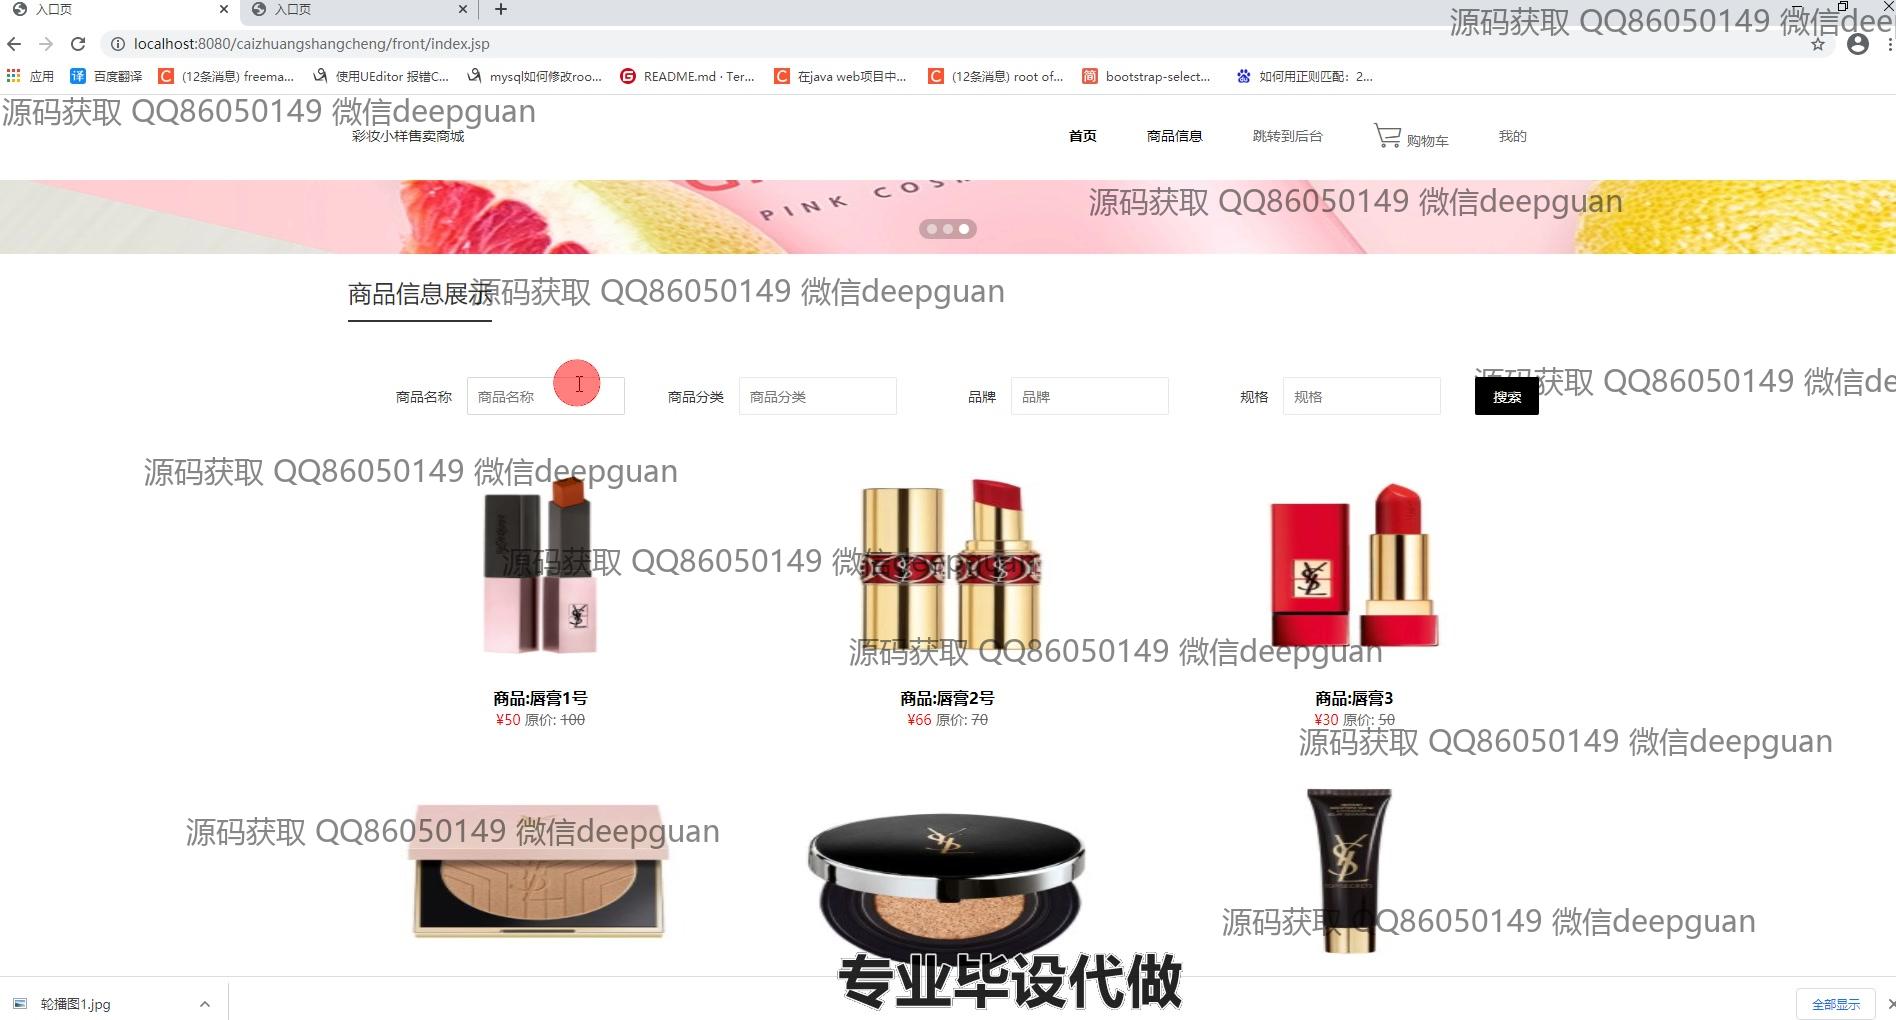 入口页
入口页
源码获取 QQ86050149 微信dee
localhost:8080/caizhuangshangcheng/front/index.jsp
应用 百度翻译 (12条消息) freema... 使用UEditor 报错C... mysql如何修改roo... README.md · Ter... 在java web项目中... (12条消息) root of... bootstrap-select... 如何用正则匹配：2...
源码获取 QQ86050149 微信deepguan
彩妆小样售卖商城 首页 商品信息 跳转到后台 购物车 我的
PINK COS
源码获取 QQ86050149 微信deepguan
商品信息展示
源码获取 QQ86050149 微信deepguan
源码获取 QQ86050149 微信de
商品名称 商品名称 商品分类 商品分类 品牌 品牌 规格 规格 搜索
源码获取 QQ86050149 微信deepguan
源码获取 QQ86050149 微信deepguan
源码获取 QQ86050149 微信deepguan
商品:唇膏1号 商品:唇膏2号 商品:唇膏3
¥50 原价: 100 ¥66 原价: 70 ¥30 原价: 50
源码获取 QQ86050149 微信deepguan
源码获取 QQ86050149 微信deepguan
源码获取 QQ86050149 微信deepguan
专业毕设代做
轮播图1.jpg 全部显示